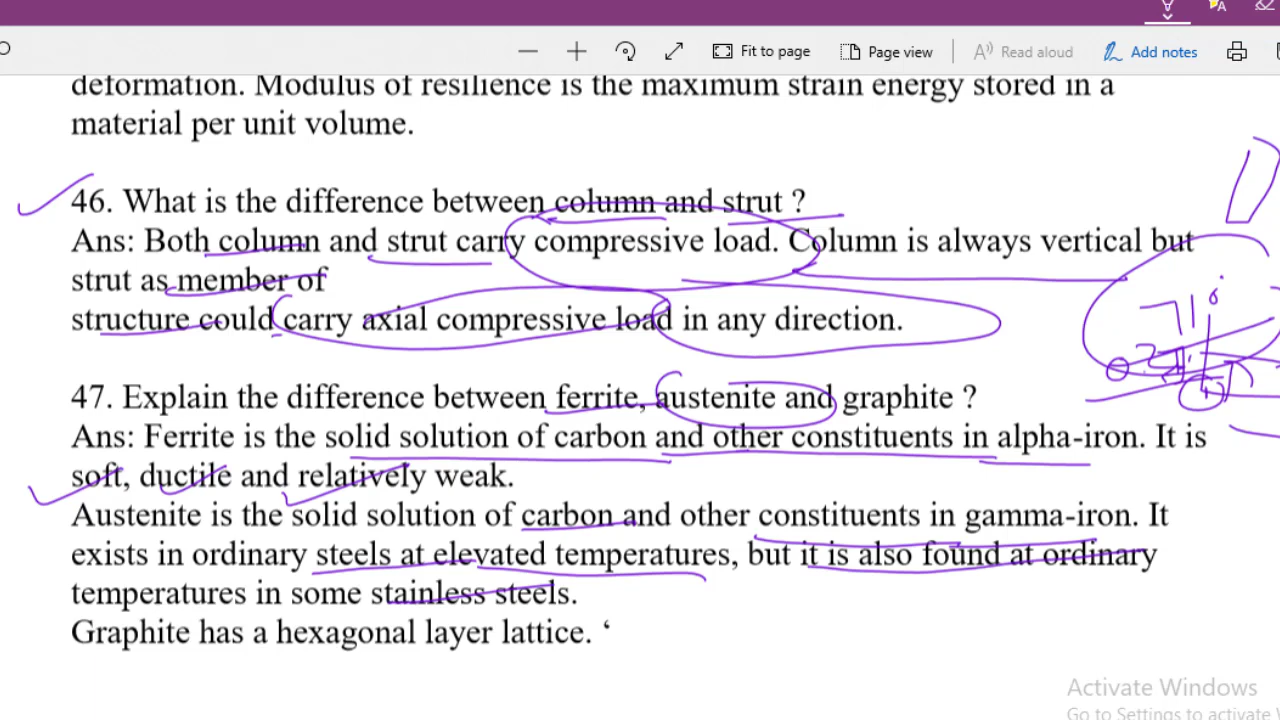 Fit to page
Page view
Read aloud
Add notes
deformation. Modulus of resilience is the maximum strain energy stored in a
material per unit volume.
46. What is the difference between column and strut ?
Ans: Both column and strut carry compressive load. Column is always vertical but
strut as member of
structure could carry axial compressive load in any direction.
47. Explain the difference between ferrite, austenite and graphite ?
Ans: Ferrite is the solid solution of carbon and other constituents in alpha-iron. It is
soft, ductile and relatively weak.
Austenite is the solid solution of carbon and other constituents in gamma-iron. It
exists in ordinary steels at elevated temperatures, but it is also found at ordinary
temperatures in some stainless steels.
Graphite has a hexagonal layer lattice. ‘
Activate Windows
Go to Settings to activate